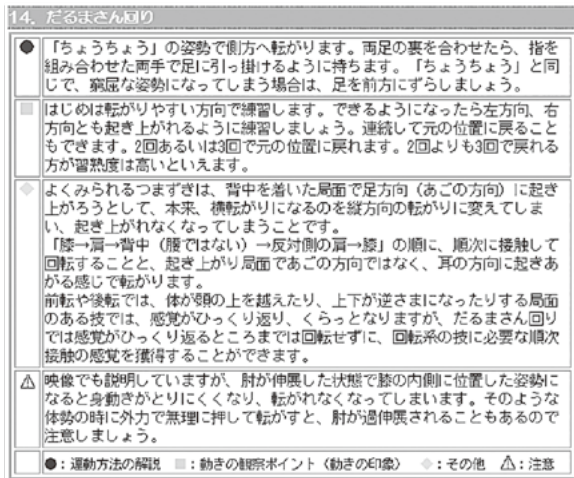 14. だるまさん回り
● 「ちょうちょう」の姿勢で側方へ転がります。両足の裏を合わせたら、指を
組み合わせた両手で足に引っ掛けるように持ちます。「ちょうちょう」と同
じで、窮屈な姿勢になってしまう場合は、足を前方にずらしましょう。
■ はじめは転がりやすい方向で練習します。できるようになったら左方向、右
方向とも起き上がれるように練習しましょう。連続して元の位置に戻ること
もできます。2回あるいは3回で元の位置に戻れます。2回よりも3回で戻れる
方が習熟度は高いといえます。
◆ よくみられるつまずきは、背中を着いた局面で足方向(あごの方向)に起き
上がろうとして、本来、横転がりになるのを縦方向の転がりに変えてしま
い、起き上がれなくなってしまうことです。
「膝→肩→背中(腰ではない)→反対側の肩→膝」の順に、順次に接触して
回転することと、起き上がり局面であごの方向ではなく、耳の方向に起きあ
がる感じで転がります。
前転や後転では、体が頭の上を越えたり、上下が逆さまになったりする局面
のある技では、感覚がひっくり返り、くらっとなりますが、だるまさん回り
では感覚がひっくり返るところまでは回転せずに、回転系の技に必要な順次
接触の感覚を獲得することができます。
⚠ 映像でも説明していますが、肘が伸展した状態で膝の内側に位置した姿勢に
なると身動きがとりにくくなり、転がれなくなってしまいます。そのような
体勢の時に外力で無理に押して転がすと、肘が過伸展されることもあるので
注意しましょう。
●:運動方法の解説 ■:動きの観察ポイント(動きの印象) ◆:その他 ⚠:注意